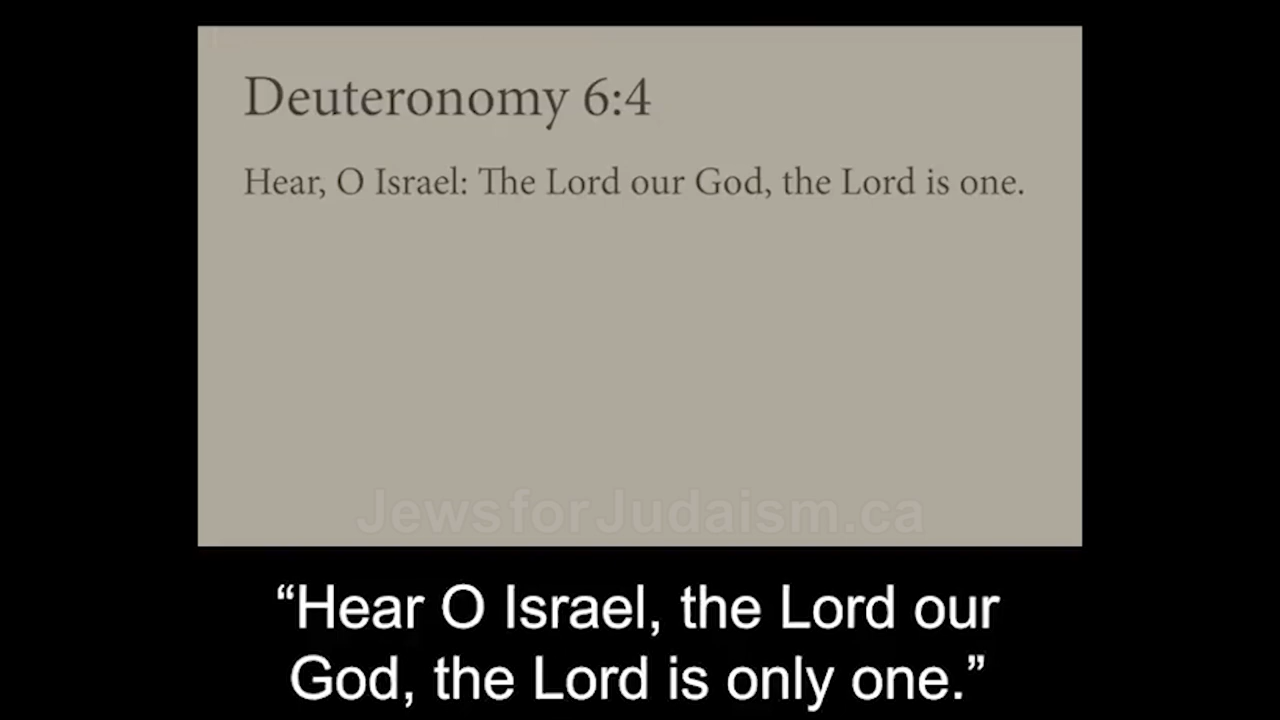 Deuteronomy 6:4
Hear, O Israel: The Lord our God, the Lord is one.
JewsforJudaism.ca
“Hear O Israel, the Lord our
God, the Lord is only one.”